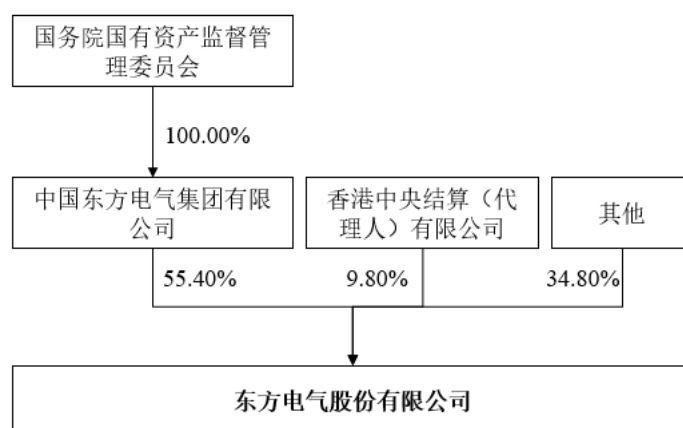 国务院国有资产监督管
理委员会
100.00%
中国东方电气集团有限
公司
香港中央结算（代
理人）有限公司
其他
55.40%
9.80%
34.80%
东方电气股份有限公司